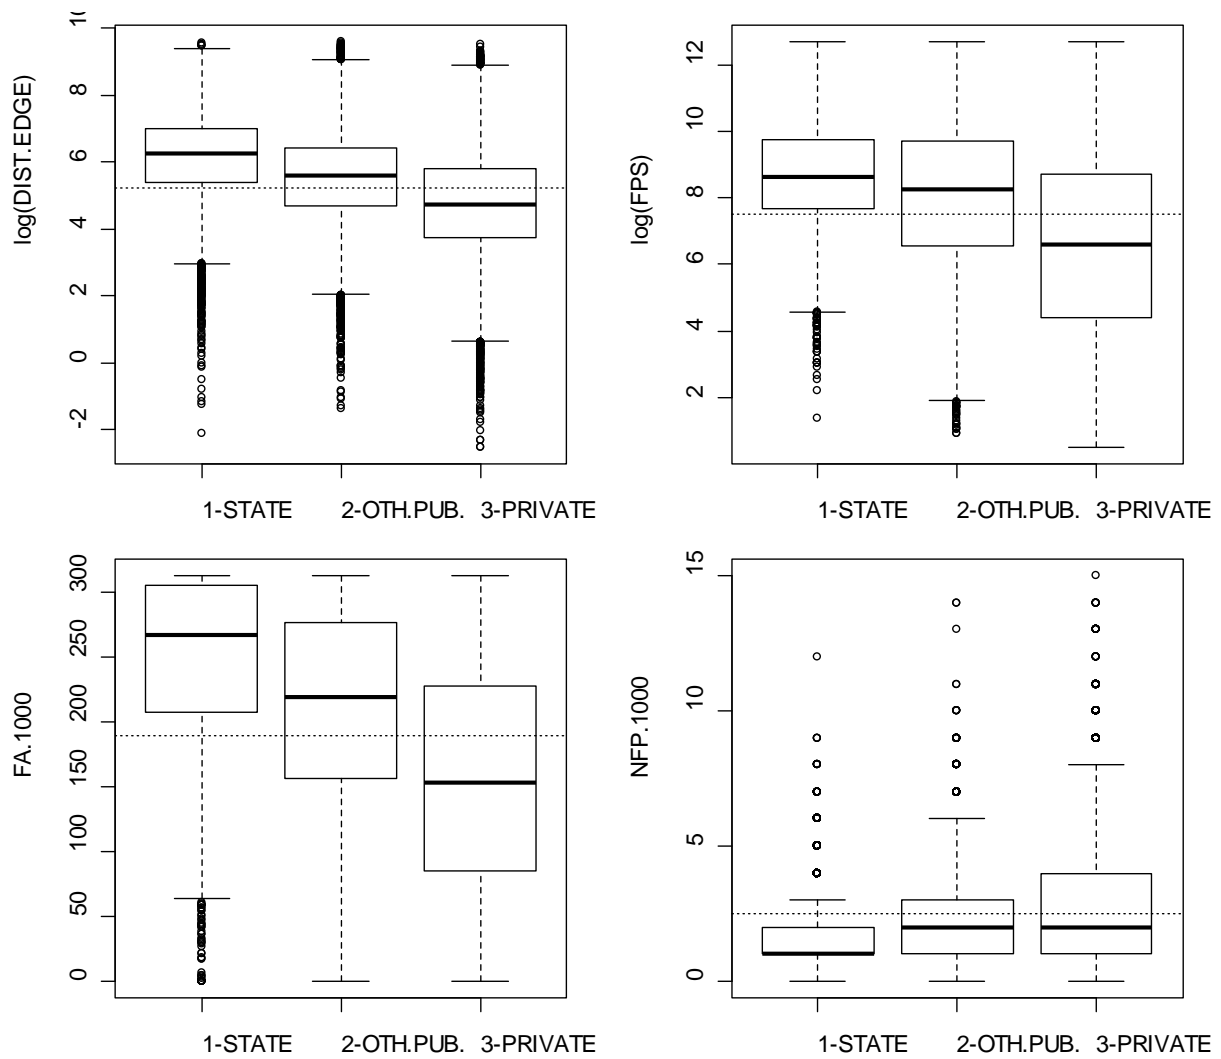 log(DIST.EDGE)
8
6
4
2
0
-2
1-STATE 2-OTH.PUB. 3-PRIVATE
log(FPS)
12
10
8
6
4
2
1-STATE 2-OTH.PUB. 3-PRIVATE
FA.1000
300
250
200
150
100
50
0
1-STATE 2-OTH.PUB. 3-PRIVATE
NFP.1000
15
10
5
0
1-STATE 2-OTH.PUB. 3-PRIVATE